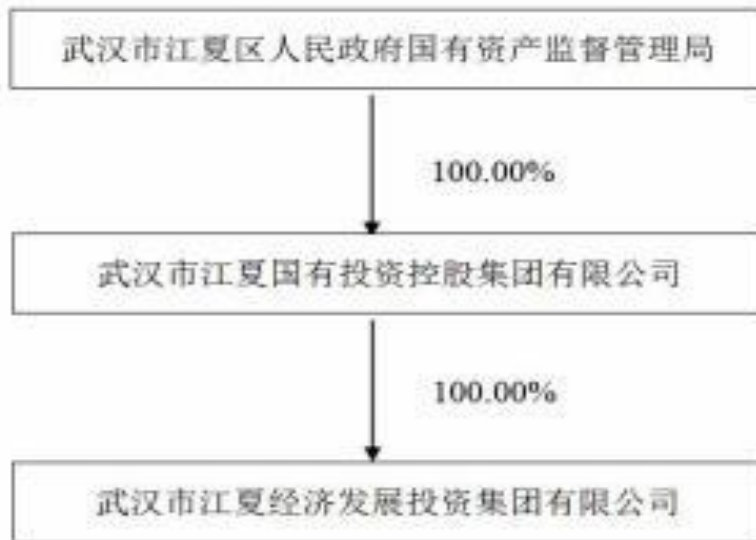 武汉市江夏区人民政府国有资产监督管理局
100.00%
武汉市江夏国有投资控股集团有限公司
100.00%
武汉市江夏经济发展投资集团有限公司